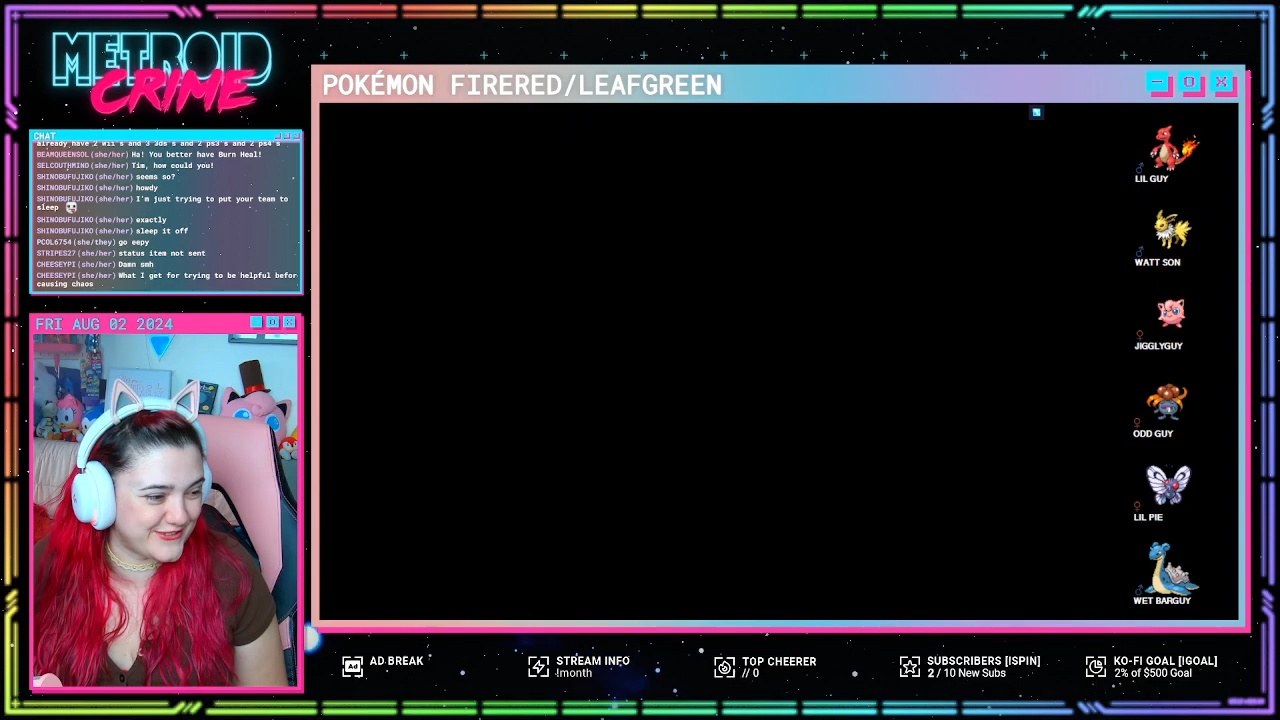 METROID
CRIME
POKÉMON FIRERED/LEAFGREEN
CHAT
already have 2 wii's and 3 3ds's and 2 ps3's and 2 ps4's
BEAMQUEENSOL(she/her) Ha! You better have Burn Heal!
SELCOUTHMIND(she/her) Tim, how could you!
SHINOBUFUJIKO(she/her) seems so?
SHINOBUFUJIKO(she/her) howdy
SHINOBUFUJIKO(she/her) I'm just trying to put your team to
sleep
SHINOBUFUJIKO(she/her) exactly
SHINOBUFUJIKO(she/her) sleep it off
PCOL6754(she/they) go eepy
STRIPES27(she/her) status item not sent
CHEESEYPI(she/her) Damn smh
CHEESEYPI(she/her) What I get for trying to be helpful befor
causing chaos
FRI AUG 02 2024
LIL GUY
WATT SON
JIGGLYGUY
ODD GUY
LIL PIE
WET BARGUY
Ad
AD BREAK
STREAM INFO
!month
TOP CHEERER
// 0
SUBSCRIBERS [ISPIN]
2 / 10 New Subs
KO-FI GOAL [IGOAL]
2% of $500 Goal